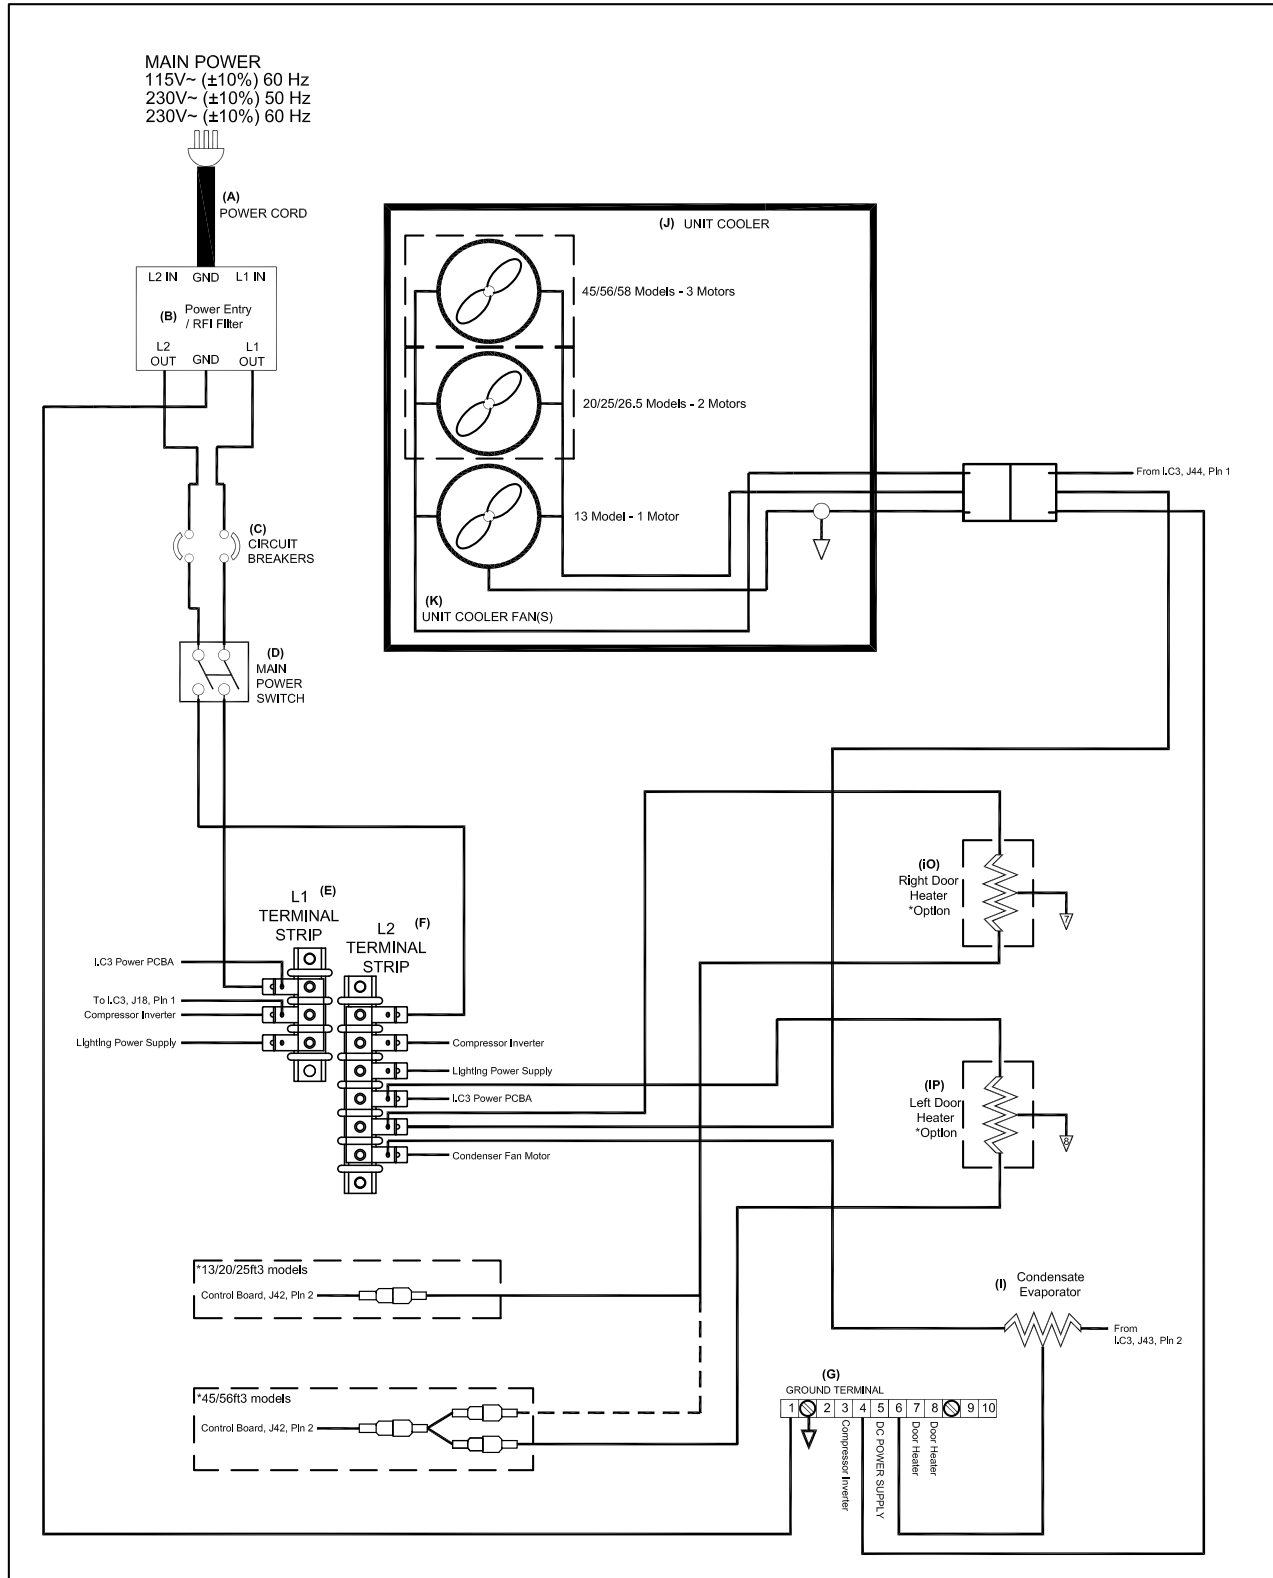 MAIN POWER
115V~ (±10%) 60 Hz
230V~ (±10%) 50 Hz
230V~ (±10%) 60 Hz
(A)
POWER CORD
L2 IN GND L1 IN
(B) Power Entry
/ RFI Filter
L2
OUT
GND
L1
OUT
(C)
CIRCUIT
BREAKERS
(D)
MAIN
POWER
SWITCH
(J) UNIT COOLER
45/56/58 Models - 3 Motors
20/25/26.5 Models - 2 Motors
13 Model - 1 Motor
(K)
UNIT COOLER FAN(S)
From I.C3, J44, Pin 1
L1 (E)
TERMINAL
STRIP
L2 (F)
TERMINAL
STRIP
I.C3 Power PCBA
To I.C3, J18, Pin 1
Compressor Inverter
Lighting Power Supply
Compressor Inverter
Lighting Power Supply
I.C3 Power PCBA
Condenser Fan Motor
(iO)
Right Door
Heater
*Option
7
(IP)
Left Door
Heater
*Option
8
*13/20/25ft3 models
Control Board, J42, Pin 2
*45/56ft3 models
Control Board, J42, Pin 2
(I) Condensate
Evaporator
From
I.C3, J43, Pin 2
(G)
GROUND TERMINAL
1 2 3 4 5 6 7 8 9 10
Compressor Inverter
DC POWER SUPPLY
Door Heater
Door Heater